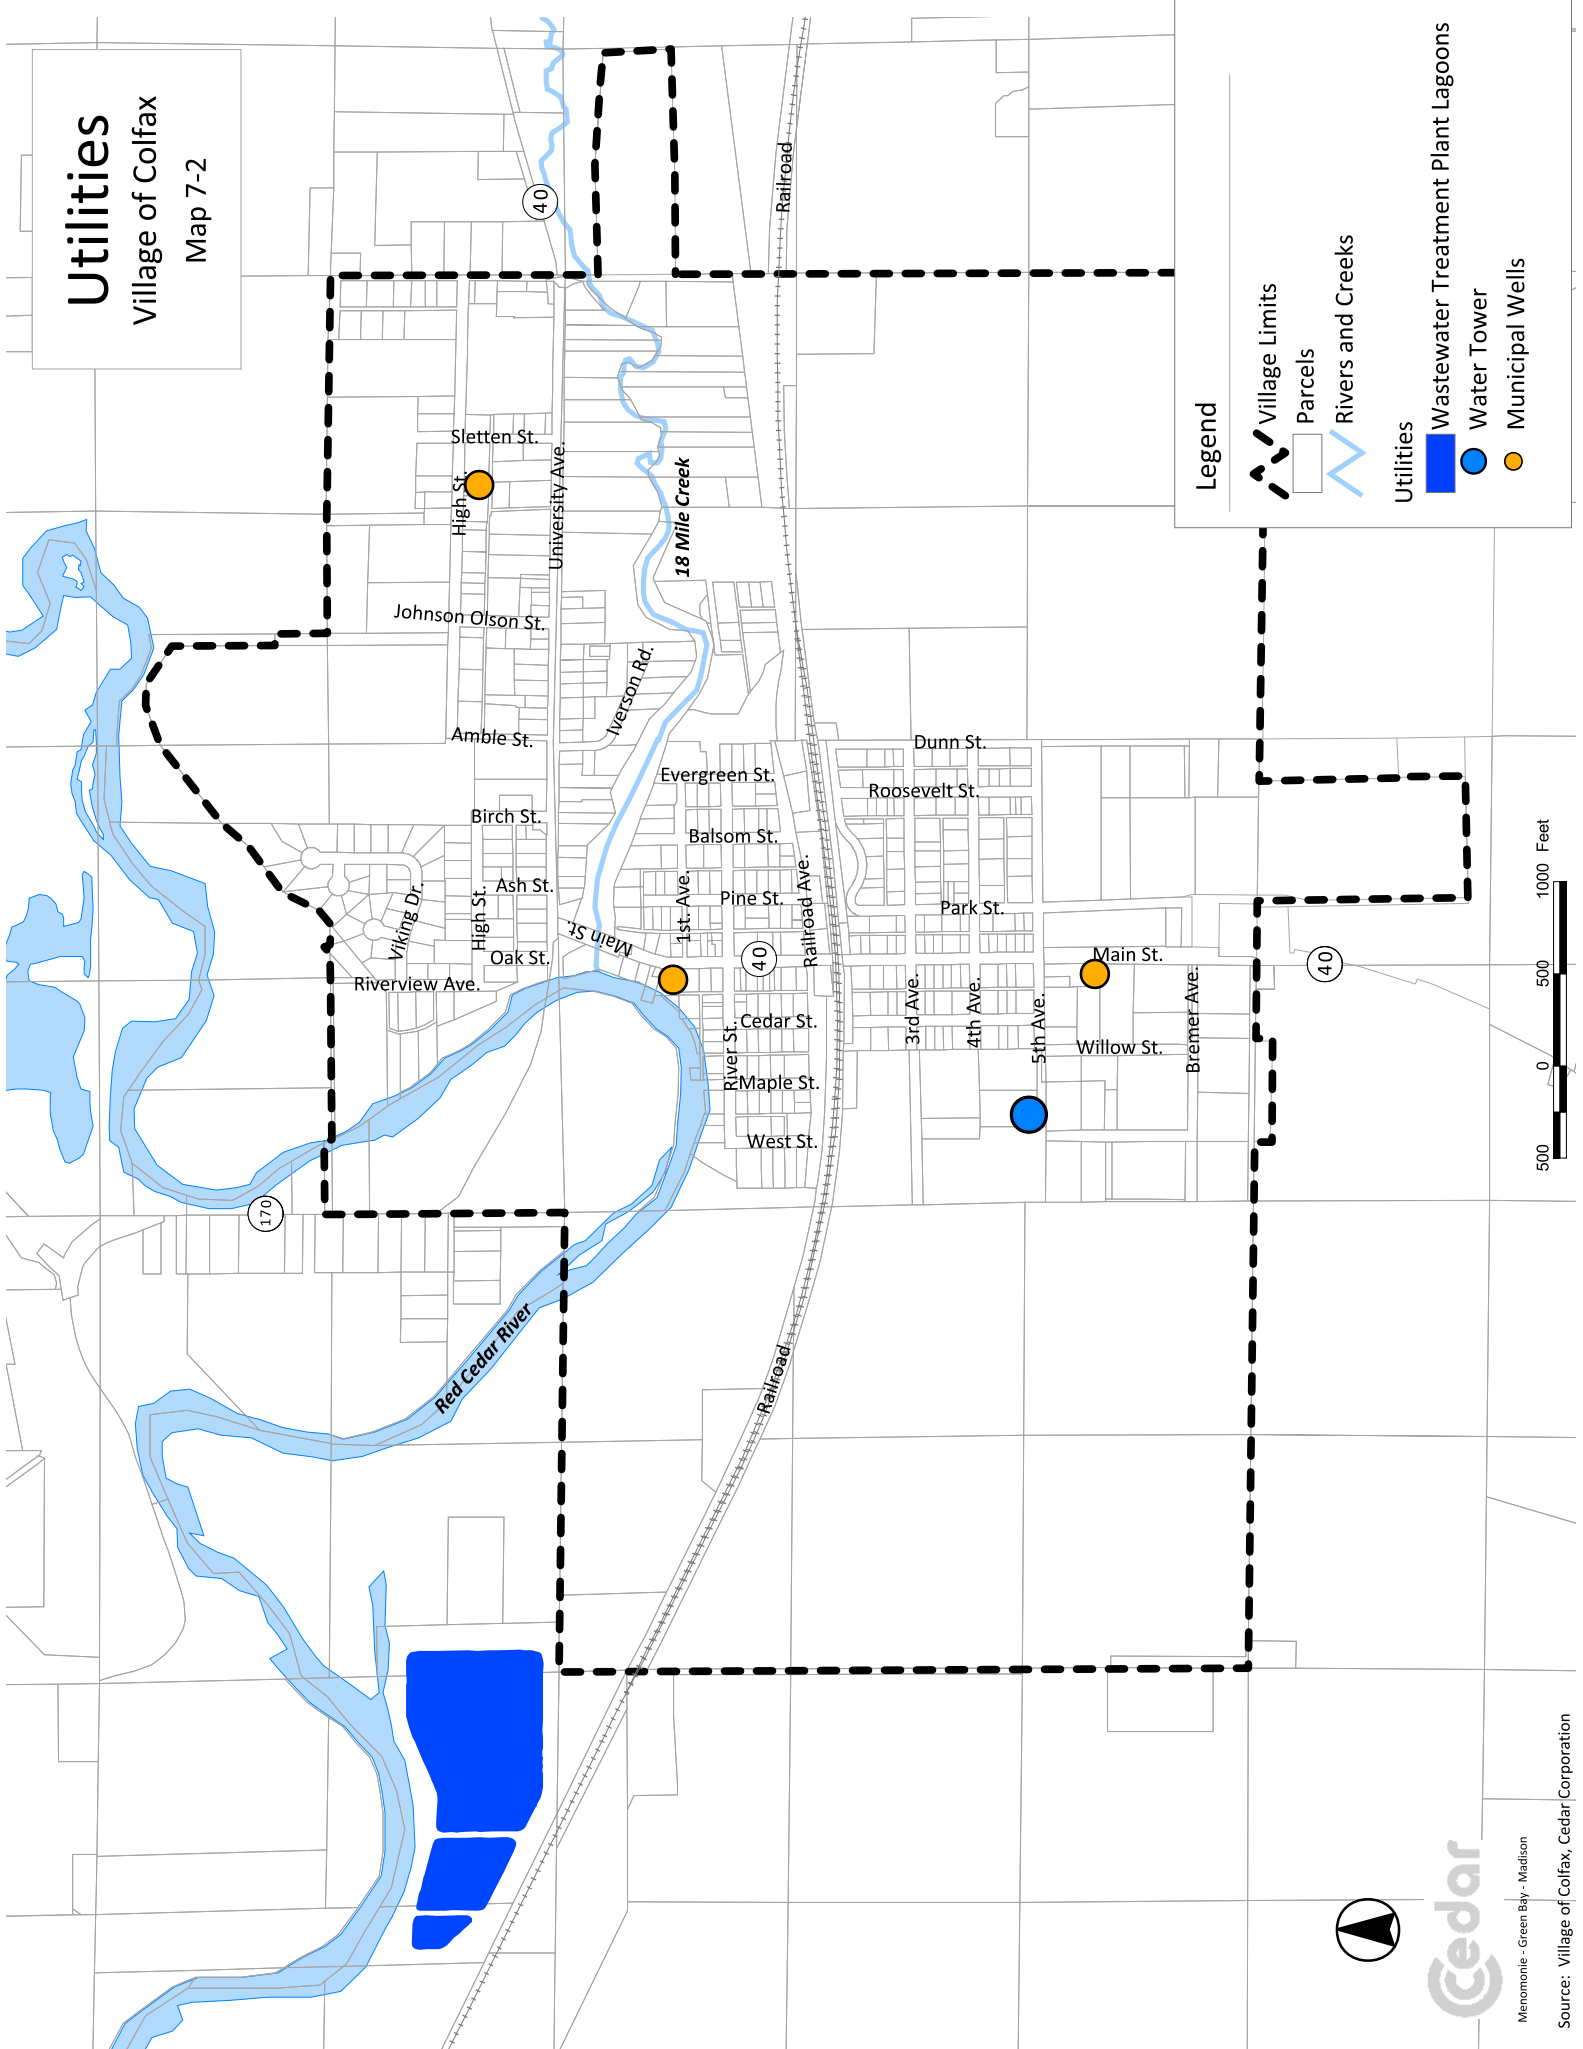 Utilities
Village of Colfax
Map 7-2
40
Railroad
Sletten St.
High St.
University Ave.
18 Mile Creek
Johnson Olson St.
Iverson Rd.
Amble St.
Evergreen St.
Dunn St.
Roosevelt St.
Birch St.
Balsom St.
Ash St.
Pine St.
1st. Ave.
Railroad Ave.
Park St.
Viking Dr.
High St.
Main St.
Oak St.
40
Main St.
40
Riverview Ave.
Cedar St.
River St.
3rd Ave.
4th Ave.
5th Ave.
Willow St.
Bremer Ave.
Maple St.
West St.
170
Red Cedar River
Railroad
Legend
Village Limits
Parcels
Rivers and Creeks
Utilities
Wastewater Treatment Plant Lagoons
Water Tower
Municipal Wells
500 0 500 1000 Feet
Cedar
Menomonie - Green Bay - Madison
Source: Village of Colfax, Cedar Corporation